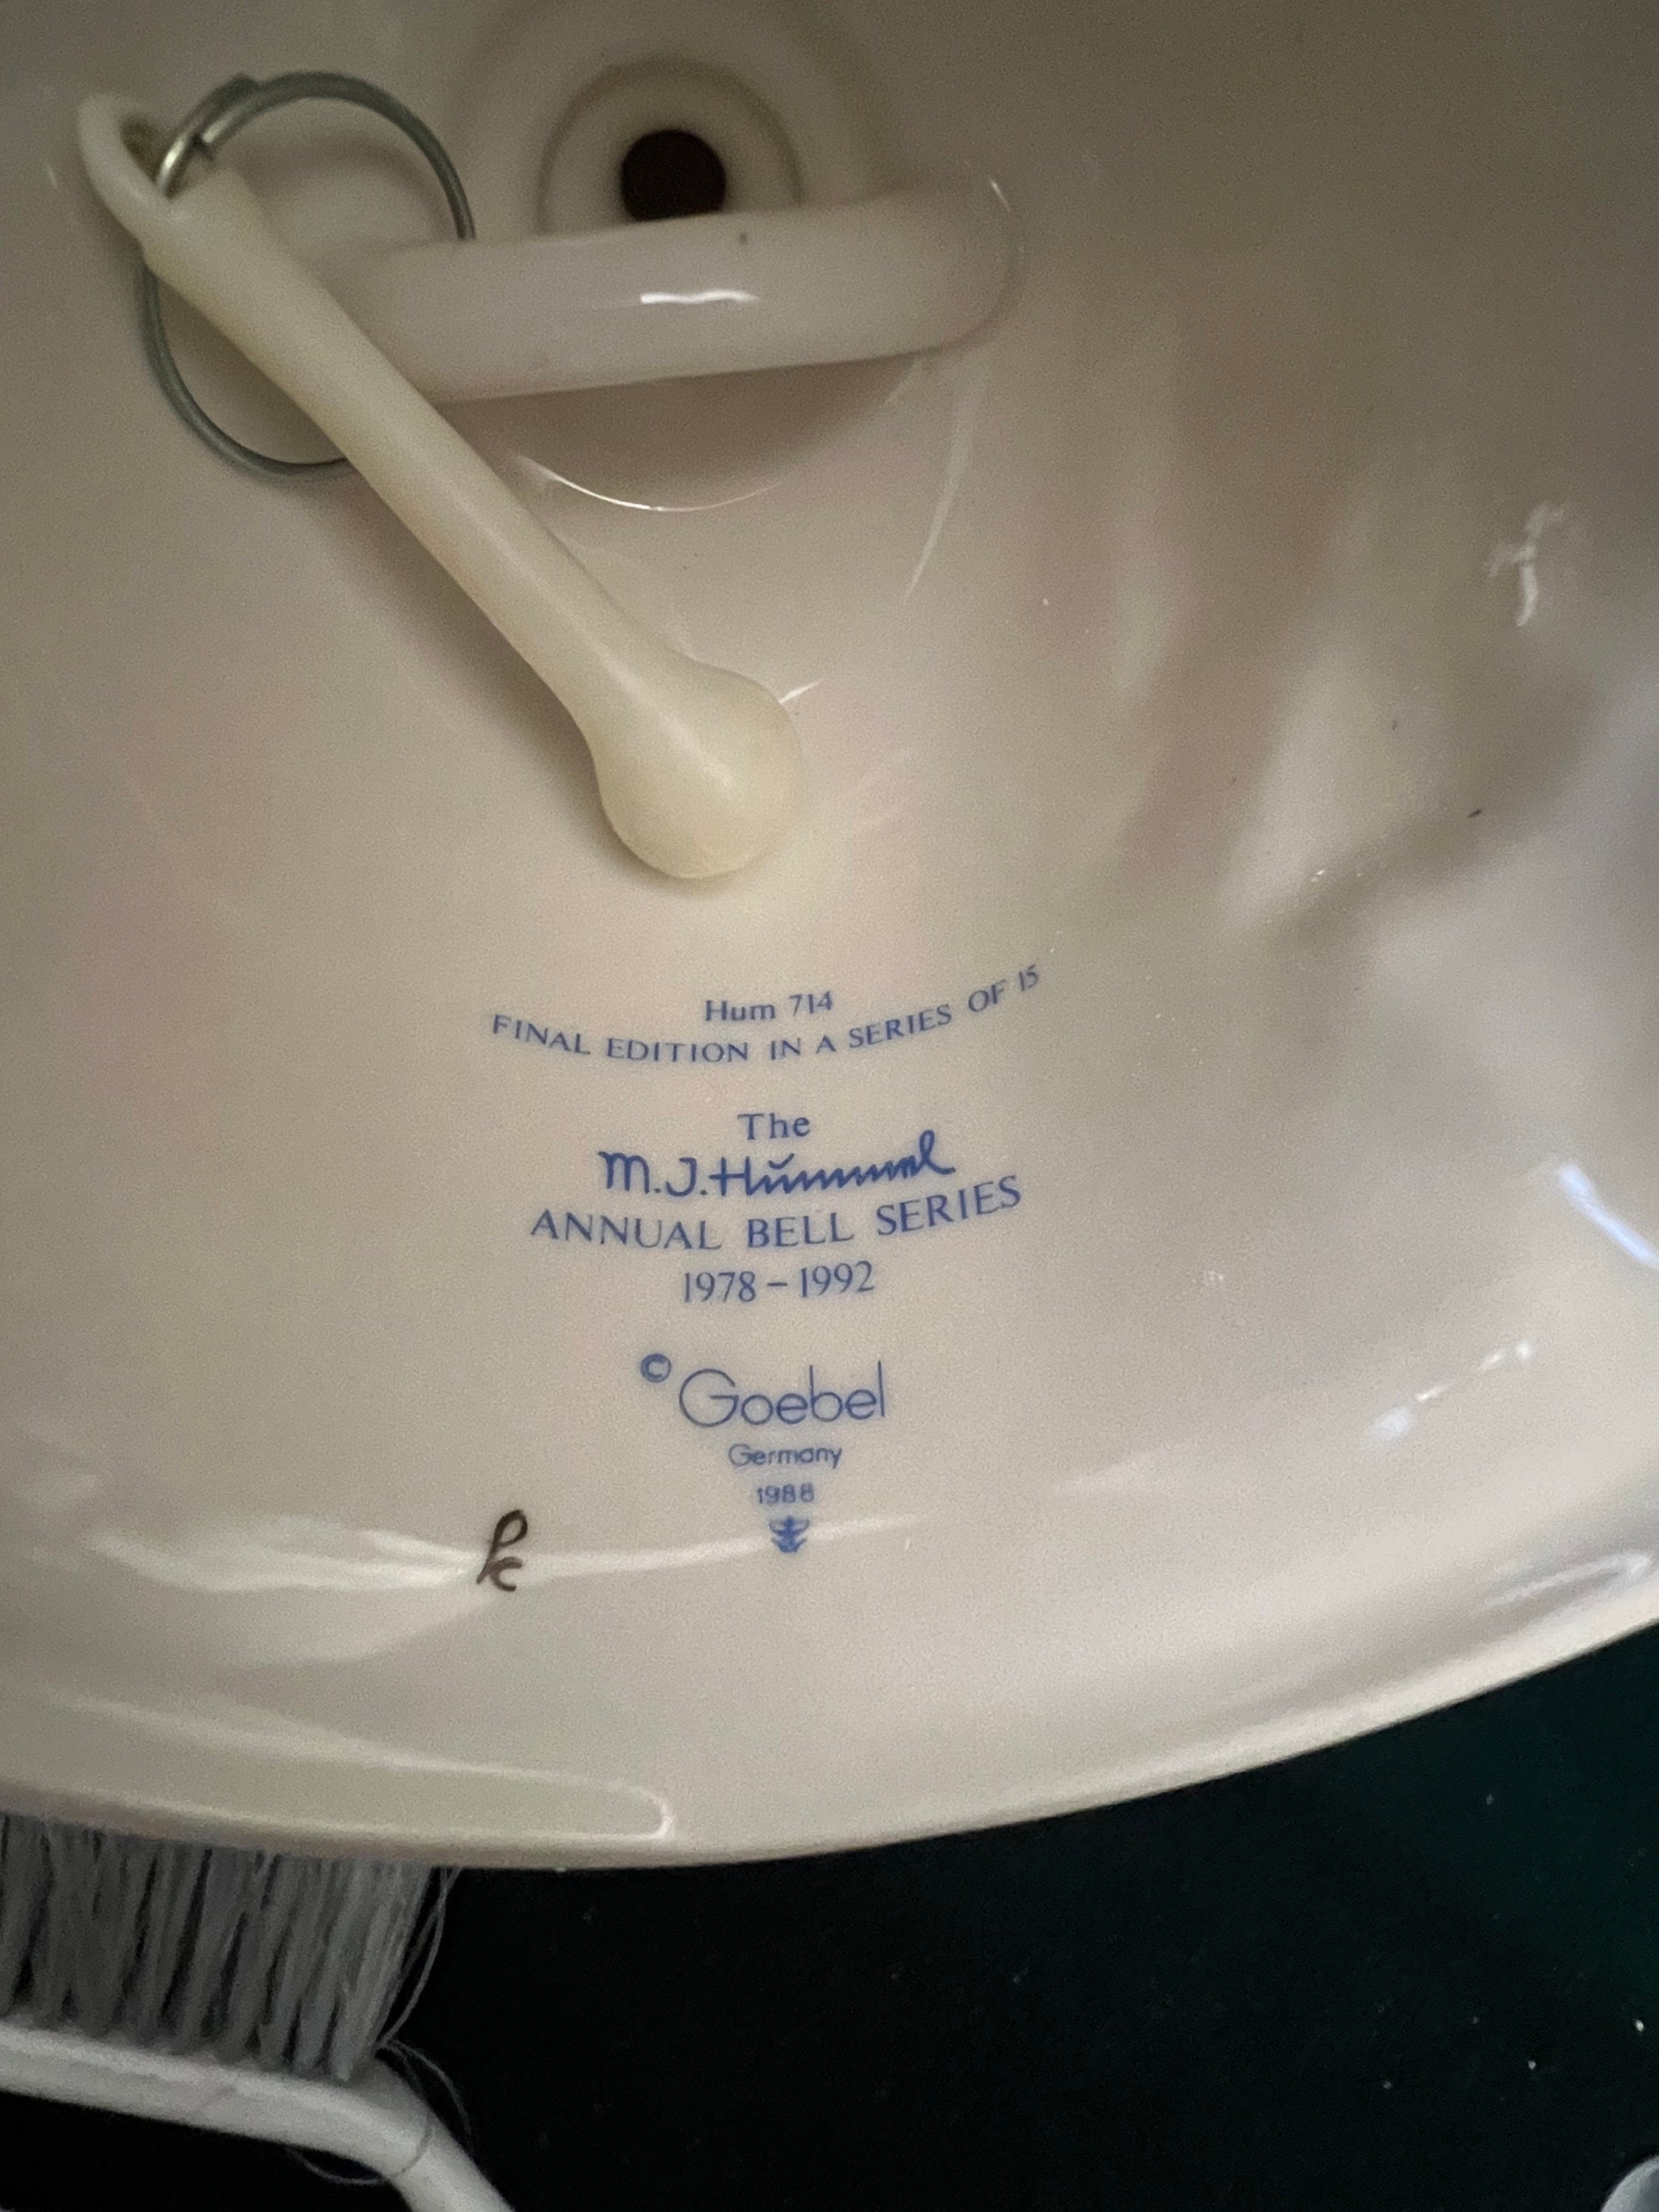 Hum 714
FINAL EDITION IN A SERIES OF 15
The
M.J.Hummel
ANNUAL BELL SERIES
1978 – 1992
© Goebel
Germany
1988